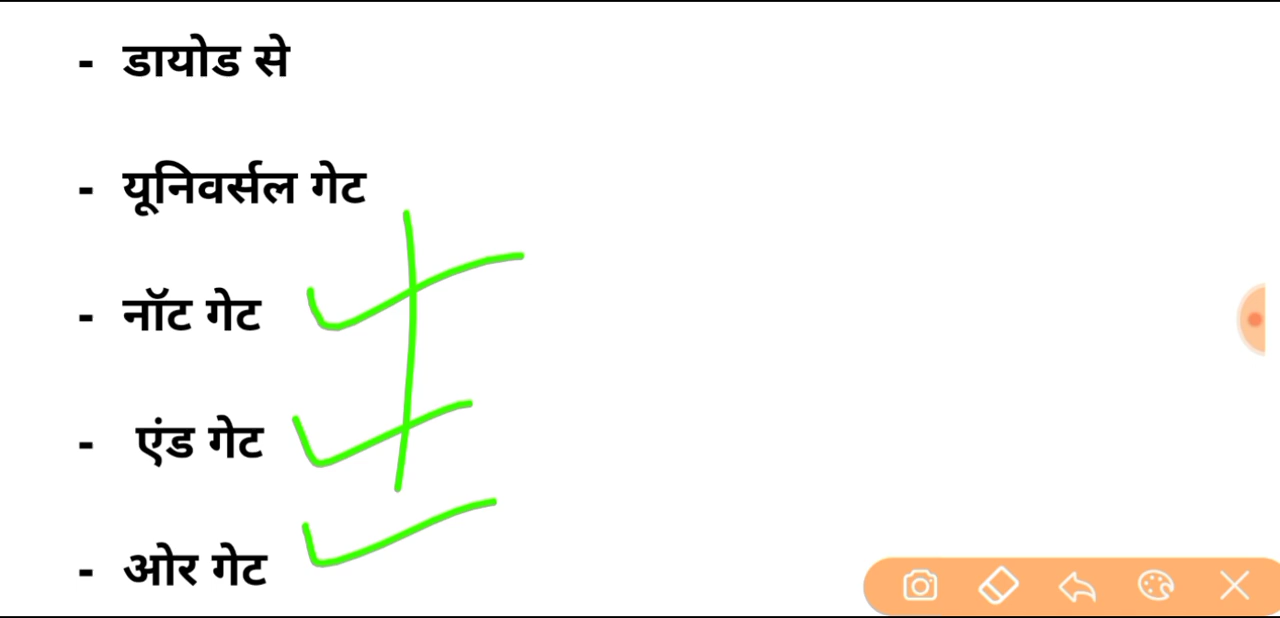 - डायोड से
- यूनिवर्सल गेट
- नॉट गेट
- एंड गेट
- ओर गेट